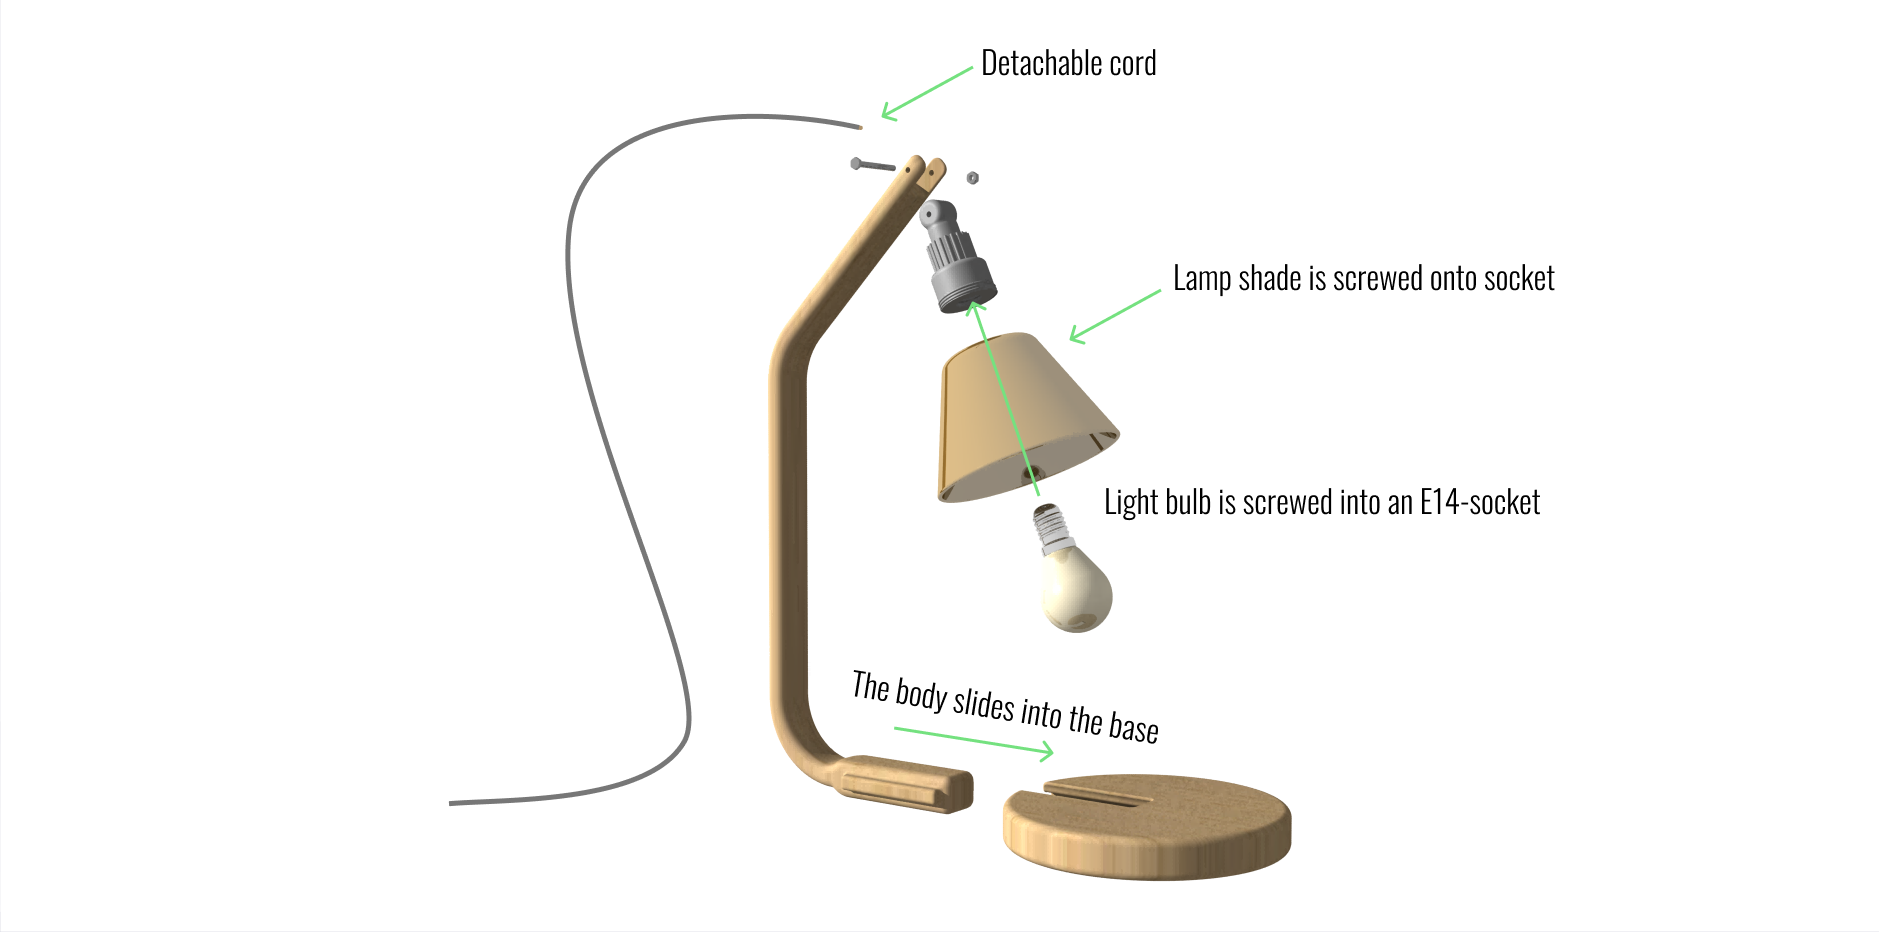 Detachable cord
Lamp shade is screwed onto socket
Light bulb is screwed into an E14-socket
The body slides into the base